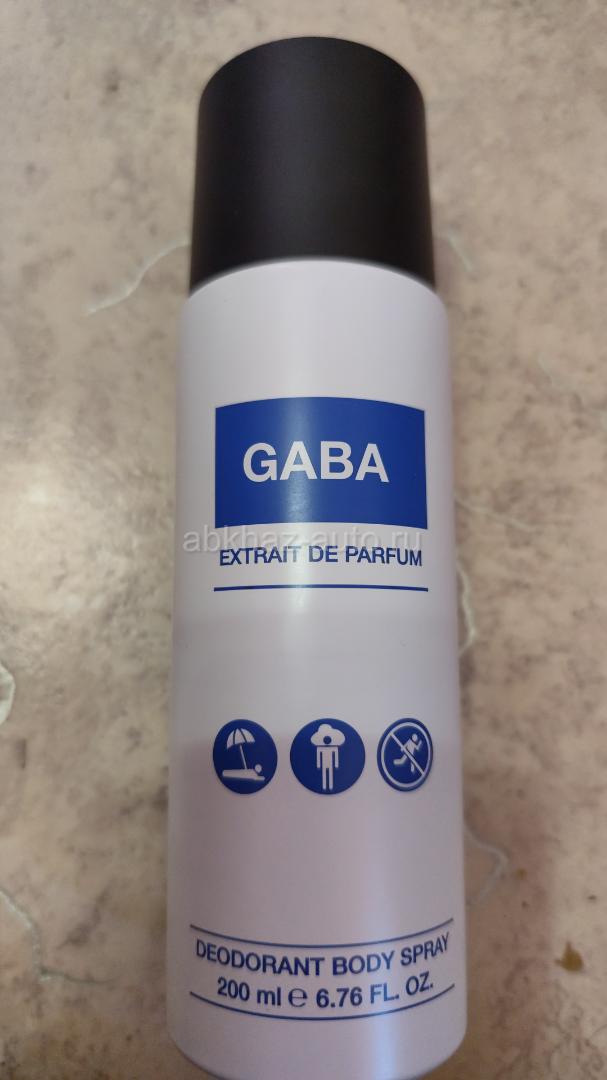 GABA
abkhaz-auto.ru
EXTRAIT DE PARFUM
DEODORANT BODY SPRAY
200 ml e 6.76 FL. OZ.